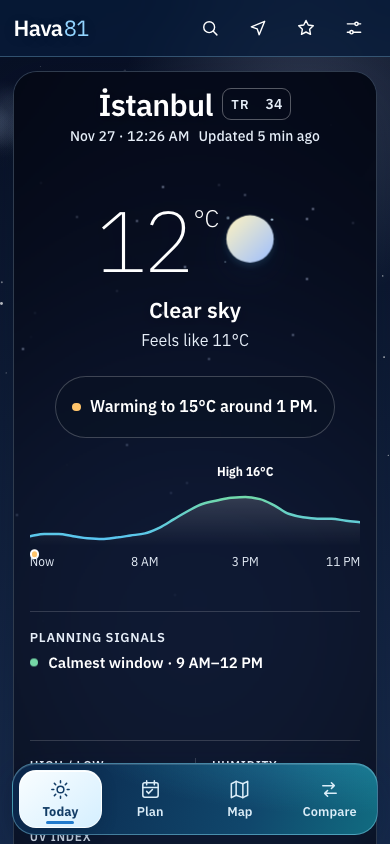 Hava81
İstanbul TR 34
Nov 27 · 12:26 AM Updated 5 min ago
12°C
Clear sky
Feels like 11°C
Warming to 15°C around 1 PM.
High 16°C
Now 8 AM 3 PM 11 PM
PLANNING SIGNALS
Calmest window · 9 AM–12 PM
HIGH / LOW HUMIDITY
Today Plan Map Compare
UV INDEX